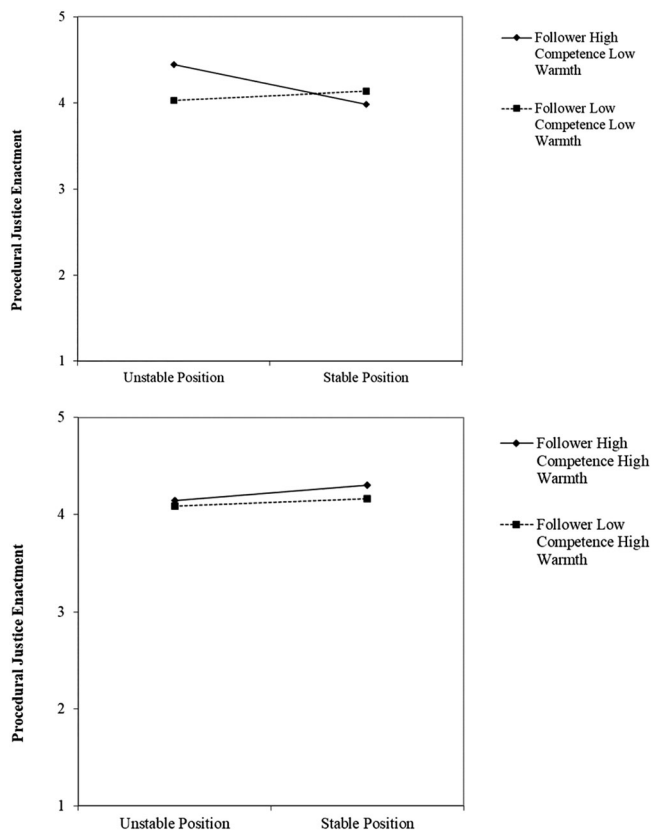 5
4
3
2
1
Procedural Justice Enactment
Unstable Position
Stable Position
Follower High
Competence Low
Warmth
Follower Low
Competence Low
Warmth
5
4
3
2
1
Procedural Justice Enactment
Unstable Position
Stable Position
Follower High
Competence High
Warmth
Follower Low
Competence High
Warmth